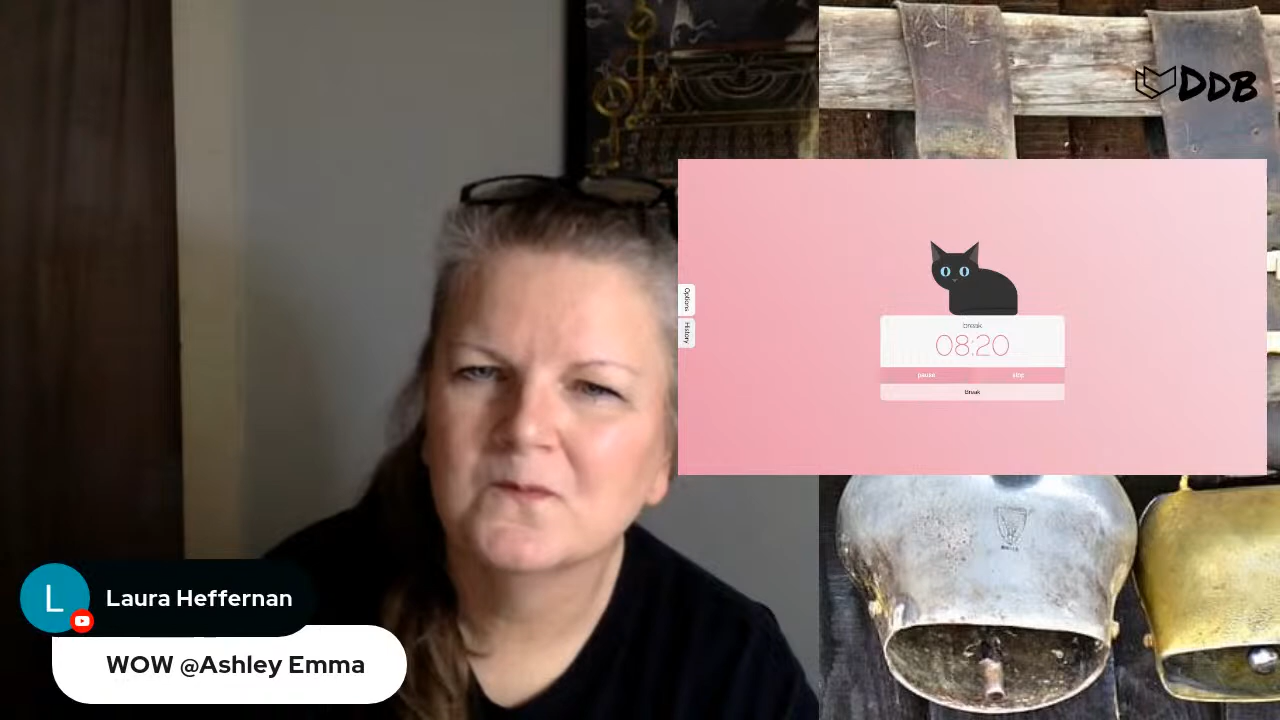 DDB
Options
History
break
08:20
pause
stop
Break
Laura Heffernan
L
WOW @Ashley Emma